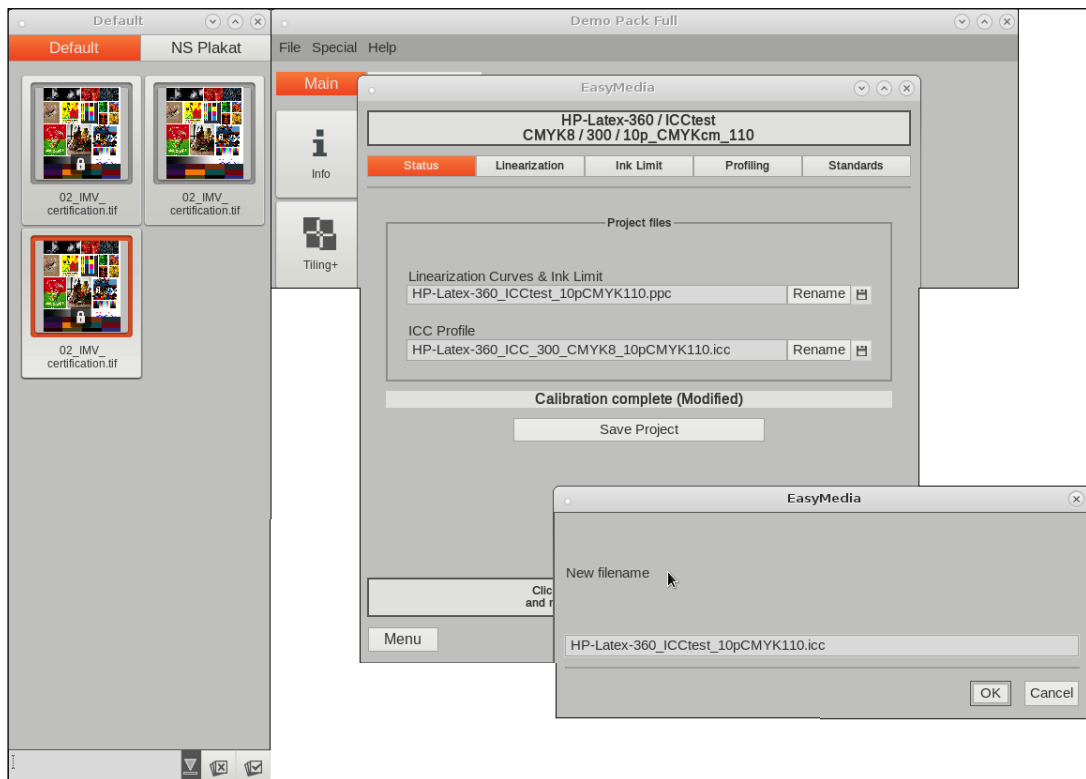 Default
Default
NS Plakat
02_IMV_
certification.tif
02_IMV_
certification.tif
02_IMV_
certification.tif
Demo Pack Full
File Special Help
Main
Info
Tiling+
EasyMedia
HP-Latex-360 / ICCtest
CMYK8 / 300 / 10p_CMYKcm_110
Status
Linearization
Ink Limit
Profiling
Standards
Project files
Linearization Curves & Ink Limit
HP-Latex-360_ICCtest_10pCMYK110.ppc
Rename
ICC Profile
HP-Latex-360_ICC_300_CMYK8_10pCMYK110.icc
Rename
Calibration complete (Modified)
Save Project
Clic
and r
Menu
EasyMedia
New filename
HP-Latex-360_ICCtest_10pCMYK110.icc
OK
Cancel